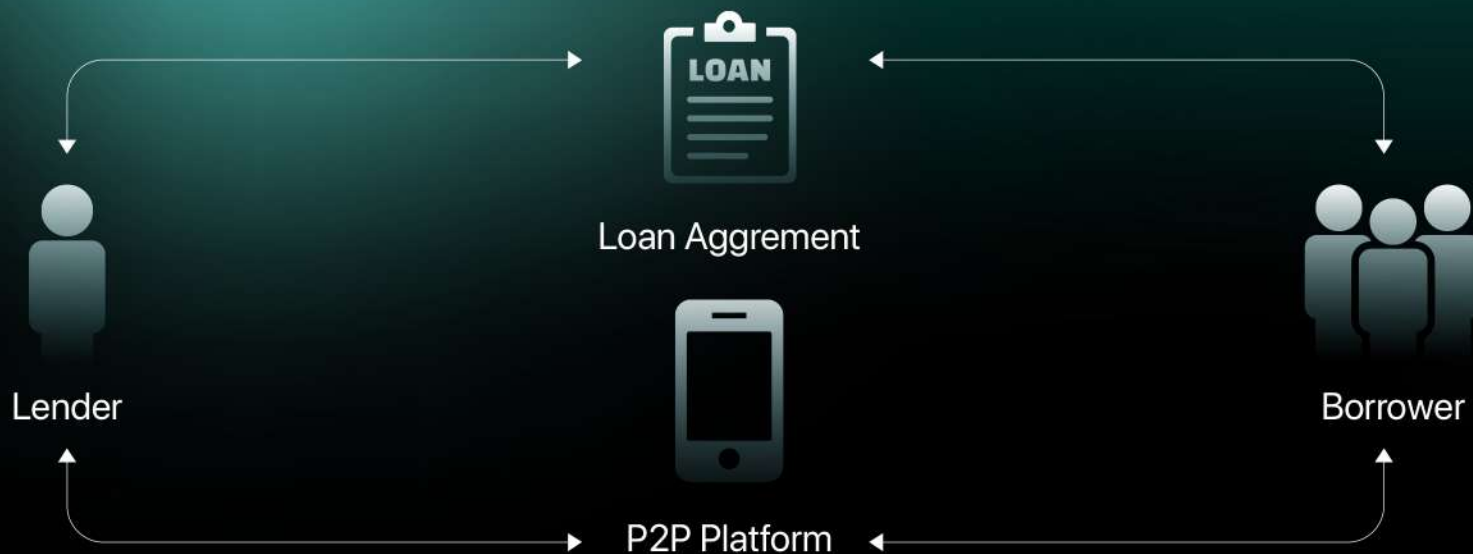 LOAN
Loan Aggrement
Lender
Borrower
P2P Platform